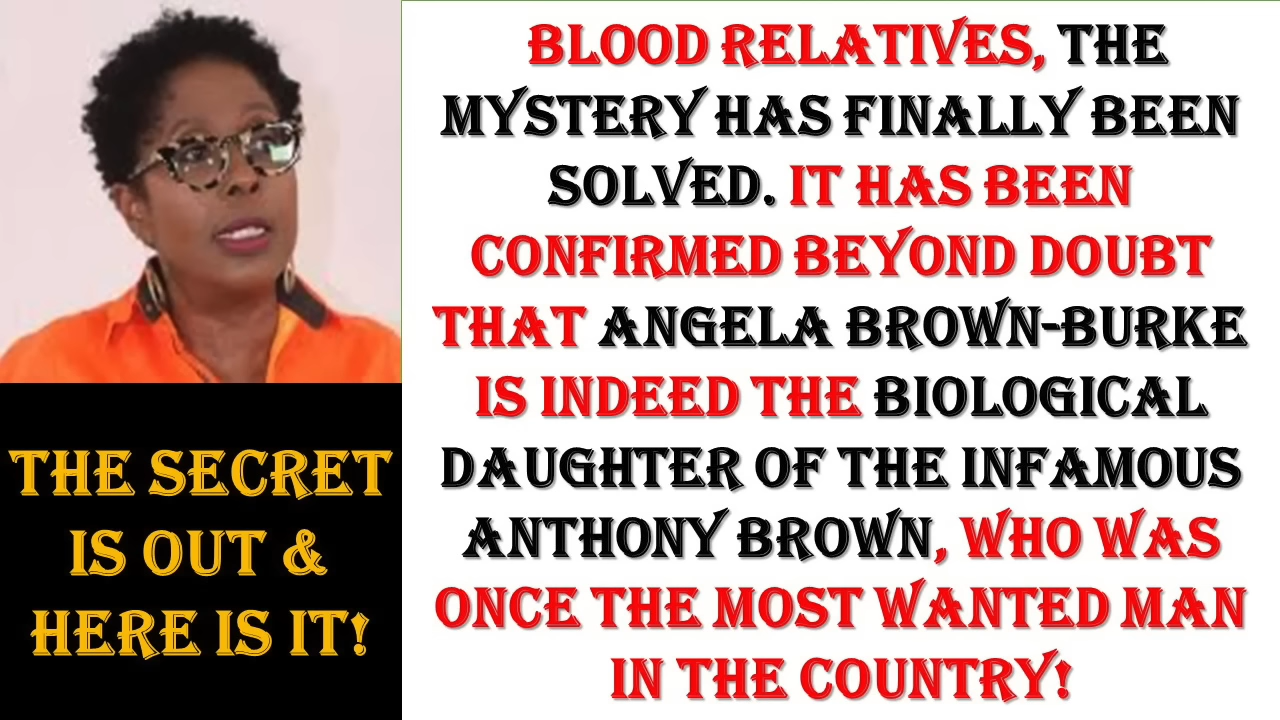 BLOOD RELATIVES, THE
MYSTERY HAS FINALLY BEEN
SOLVED. IT HAS BEEN
CONFIRMED BEYOND DOUBT
THAT ANGELA BROWN-BURKE
IS INDEED THE BIOLOGICAL
DAUGHTER OF THE INFAMOUS
ANTHONY BROWN, WHO WAS
ONCE THE MOST WANTED MAN
IN THE COUNTRY!
THE SECRET
IS OUT &
HERE IS IT!